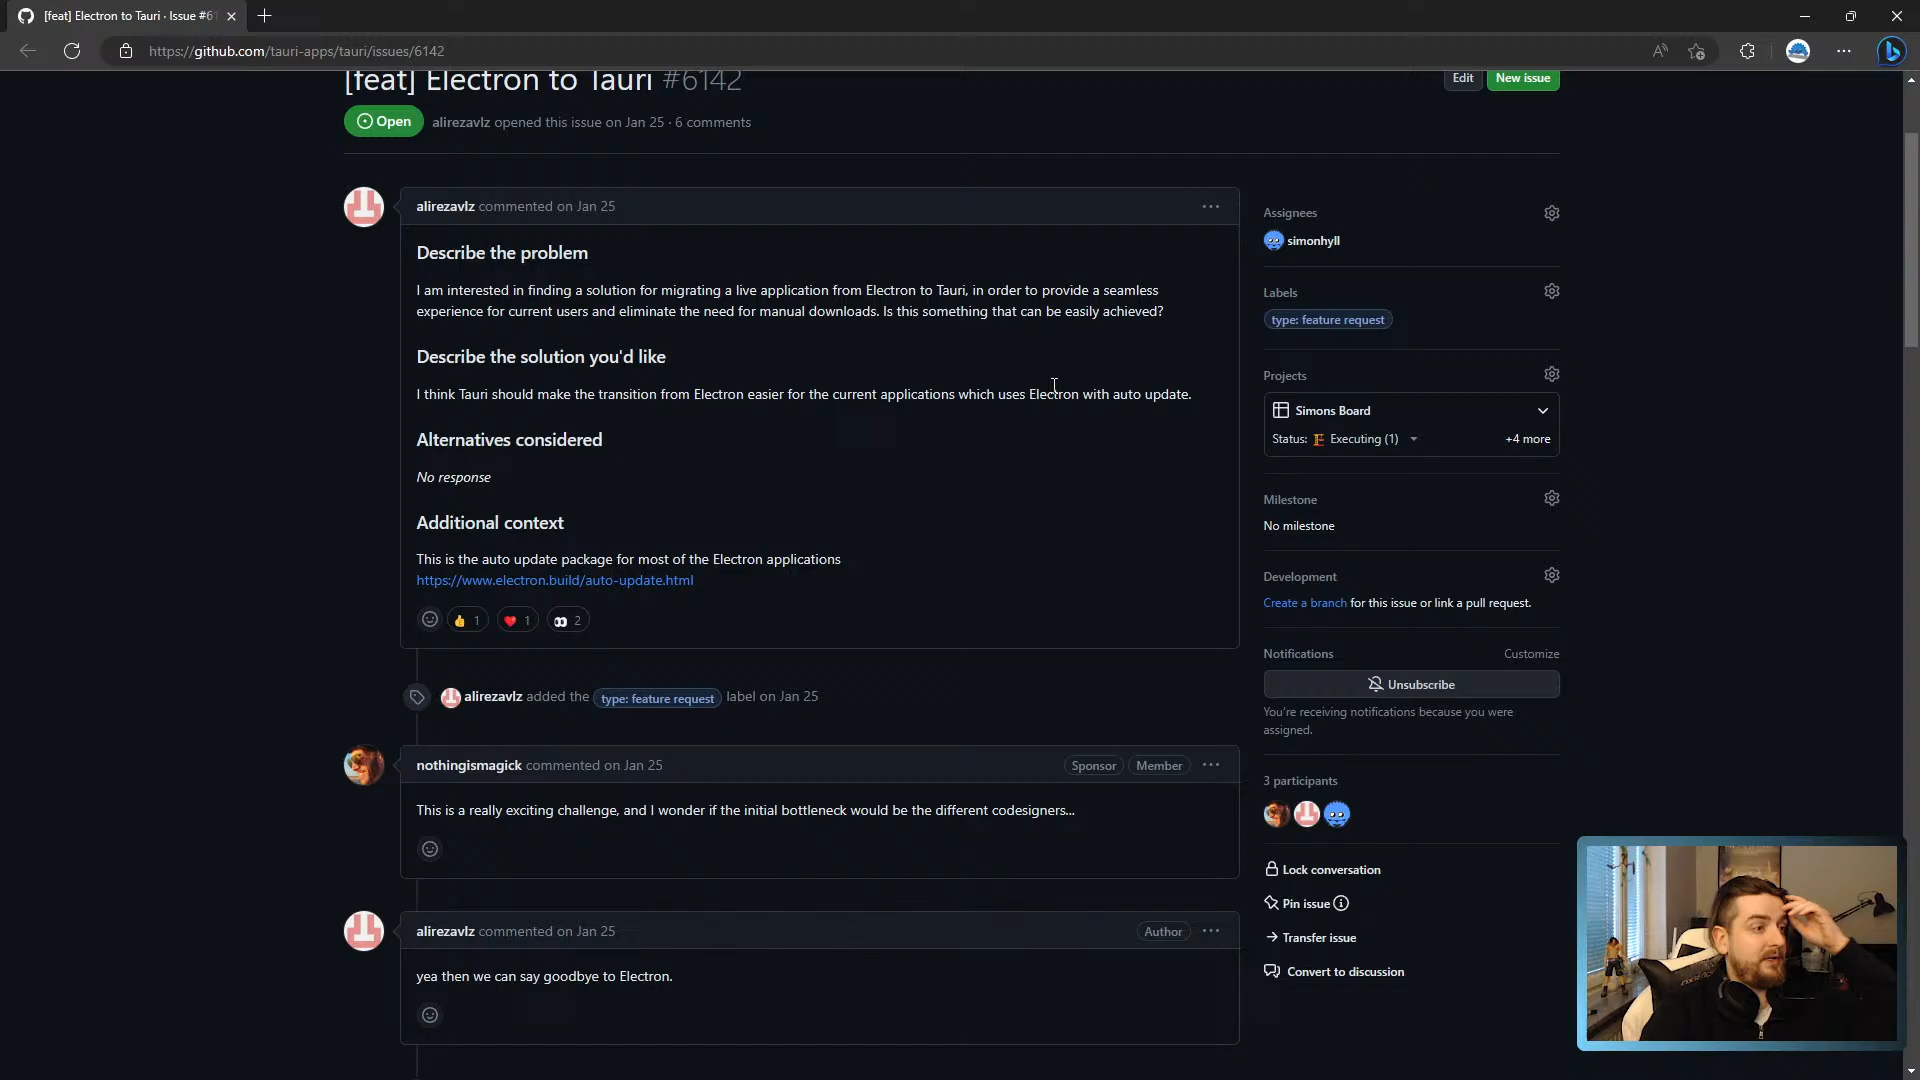 [feat] Electron to Tauri · Issue #61
https://github.com/tauri-apps/tauri/issues/6142
[feat] Electron to Tauri #6142
Edit
New issue
Open
alirezavlz opened this issue on Jan 25 · 6 comments
alirezavlz commented on Jan 25
Describe the problem
I am interested in finding a solution for migrating a live application from Electron to Tauri, in order to provide a seamless
experience for current users and eliminate the need for manual downloads. Is this something that can be easily achieved?
Describe the solution you'd like
I think Tauri should make the transition from Electron easier for the current applications which uses Electron with auto update.
Alternatives considered
No response
Additional context
This is the auto update package for most of the Electron applications
https://www.electron.build/auto-update.html
1
1
2
alirezavlz added the type: feature request label on Jan 25
nothingismagick commented on Jan 25
Sponsor
Member
This is a really exciting challenge, and I wonder if the initial bottleneck would be the different codesigners...
alirezavlz commented on Jan 25
Author
yea then we can say goodbye to Electron.
Assignees
simonhyll
Labels
type: feature request
Projects
Simons Board
Status: Executing (1)
+4 more
Milestone
No milestone
Development
Create a branch for this issue or link a pull request.
Notifications
Customize
Unsubscribe
You're receiving notifications because you were
assigned.
3 participants
Lock conversation
Pin issue
Transfer issue
Convert to discussion